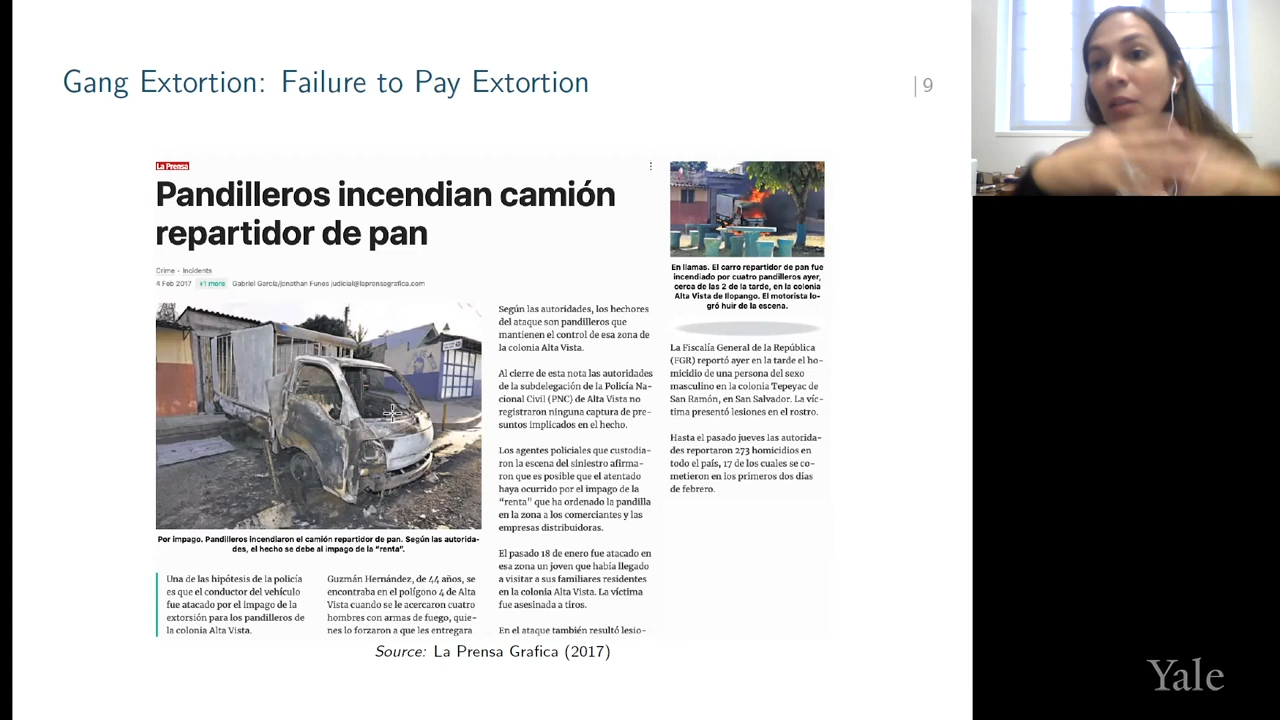 Gang Extortion: Failure to Pay Extortion
| 9
La Prensa
Pandilleros incendian camión
repartidor de pan
Crime · Incidents
4 Feb 2017 +1 more Gabriel García/Jonathan Funes judicial@laprensagrafica.com
Por impago. Pandilleros incendiaron el camión repartidor de pan. Según las autorida-
des, el hecho se debe al impago de la “renta”.
Una de las hipótesis de la policía
es que el conductor del vehículo
fue atacado por el impago de la
extorsión para los pandilleros de
la colonia Alta Vista.
Guzmán Hernández, de 44 años, se
encontraba en el polígono 4 de Alta
Vista cuando se le acercaron cuatro
hombres con armas de fuego, quie-
nes lo forzaron a que les entregara
Según las autoridades, los hechores
del ataque son pandilleros que
mantienen el control de esa zona de
la colonia Alta Vista.
Al cierre de esta nota las autoridades
de la subdelegación de la Policía Na-
cional Civil (PNC) de Alta Vista no
registraron ninguna captura de pre-
suntos implicados en el hecho.
Los agentes policiales que custodia-
ron la escena del siniestro afirma-
ron que es posible que el atentado
haya ocurrido por el impago de la
“renta” que ha ordenado la pandilla
en la zona a los comerciantes y las
empresas distribuidoras.
El pasado 18 de enero fue atacado en
esa zona un joven que había llegado
a visitar a sus familiares residentes
en la colonia Alta Vista. La víctima
fue asesinada a tiros.
En el ataque también resultó lesio-
En llamas. El carro repartidor de pan fue
incendiado por cuatro pandilleros ayer,
cerca de las 2 de la tarde, en la colonia
Alta Vista de Ilopango. El motorista lo-
gró huir de la escena.
La Fiscalía General de la República
(FGR) reportó ayer en la tarde el ho-
micidio de una persona del sexo
masculino en la colonia Tepeyac de
San Ramón, en San Salvador. La víc-
tima presentó lesiones en el rostro.
Hasta el pasado jueves las autorida-
des reportaron 273 homicidios en
todo el país, 17 de los cuales se co-
metieron en los primeros dos días
de febrero.
Source: La Prensa Grafica (2017)
Yale